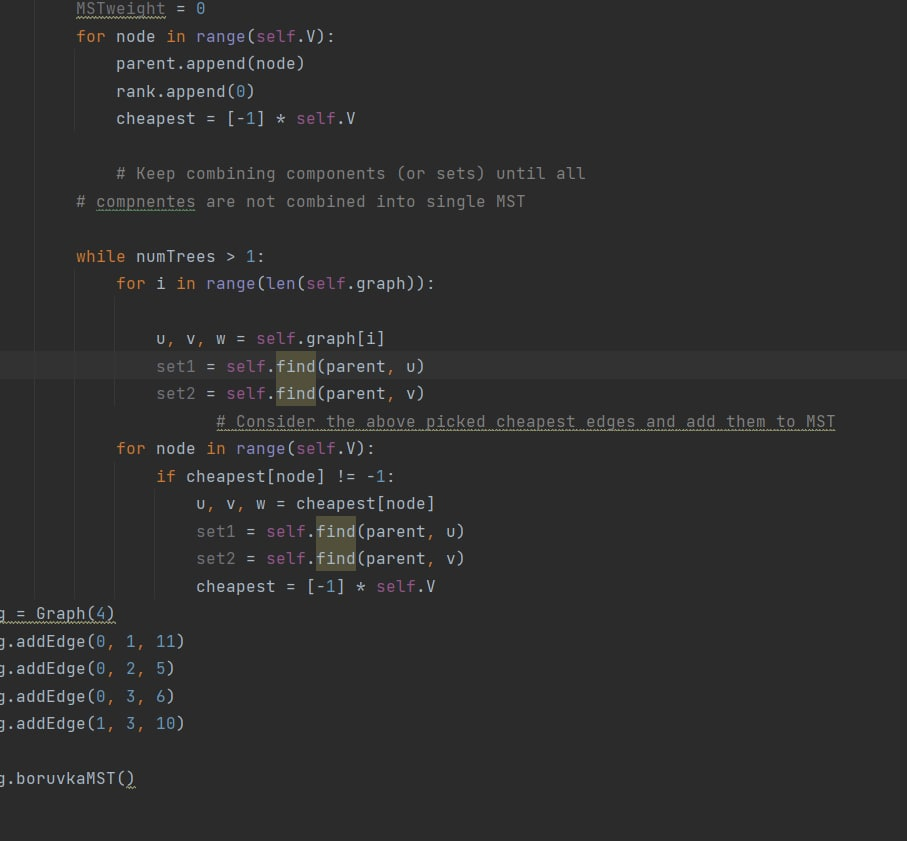 MSTweight = 0
for node in range(self.V):
parent.append(node)
rank.append(0)
cheapest = [-1] * self.V
# Keep combining components (or sets) until all
# compnentes are not combined into single MST
while numTrees > 1:
for i in range(len(self.graph)):
u, v, w = self.graph[i]
set1 = self.find(parent, u)
set2 = self.find(parent, v)
# Consider the above picked cheapest edges and add them to MST
for node in range(self.V):
if cheapest[node] != -1:
u, v, w = cheapest[node]
set1 = self.find(parent, u)
set2 = self.find(parent, v)
cheapest = [-1] * self.V
g = Graph(4)
g.addEdge(0, 1, 11)
g.addEdge(0, 2, 5)
g.addEdge(0, 3, 6)
g.addEdge(1, 3, 10)
g.boruvkaMST()